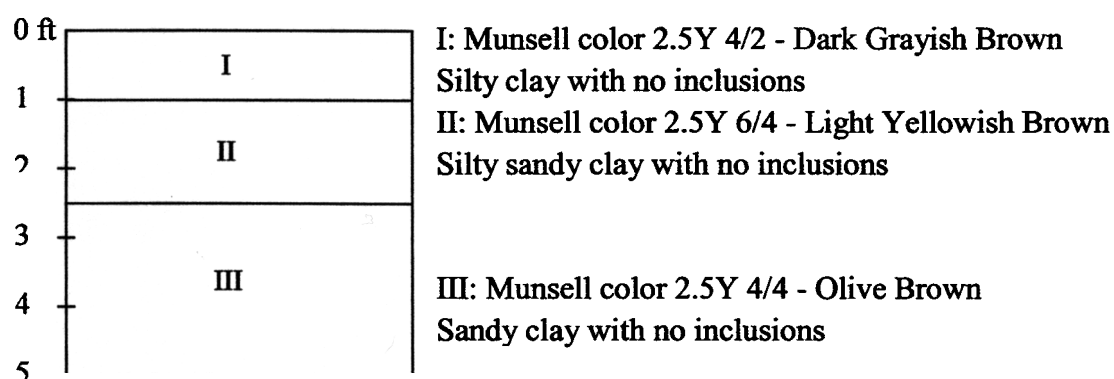 0 ft
I: Munsell color 2.5Y 4/2 - Dark Grayish Brown
I
Silty clay with no inclusions
1
II: Munsell color 2.5Y 6/4 - Light Yellowish Brown
II
2
Silty sandy clay with no inclusions
3
III
III: Munsell color 2.5Y 4/4 - Olive Brown
4
Sandy clay with no inclusions
5